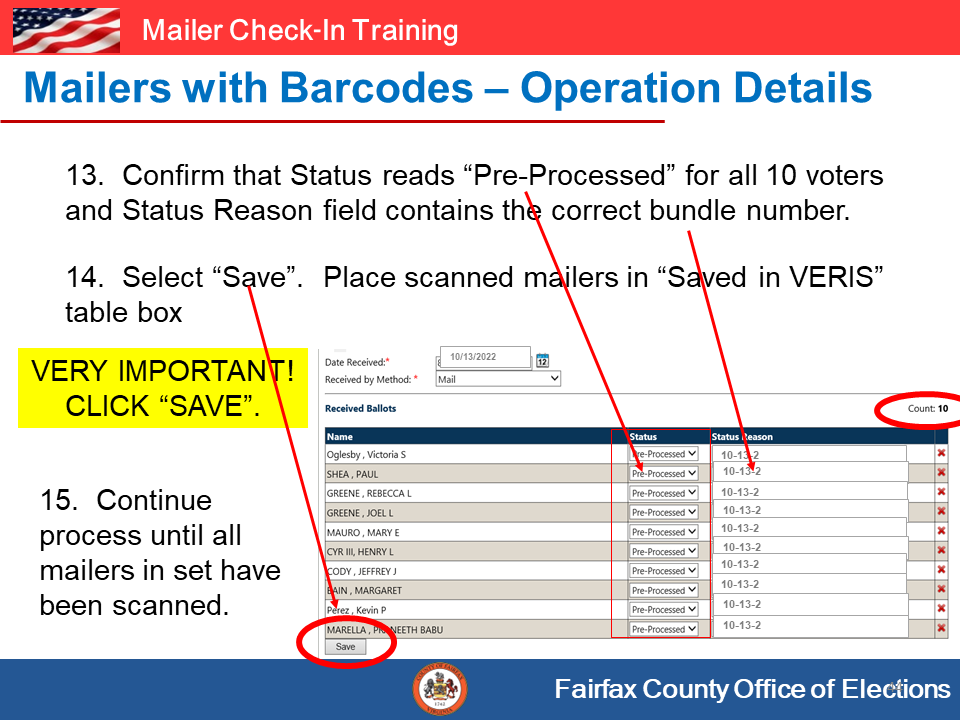 Mailer Check-In Training
Mailers with Barcodes – Operation Details
13.  Confirm that Status reads “Pre-Processed” for all 10 voters
and Status Reason field contains the correct bundle number.
14.  Select “Save”.  Place scanned mailers in “Saved in VERIS”
table box
VERY IMPORTANT!
CLICK “SAVE”.
15.  Continue
process until all
mailers in set have
been scanned.
Date Received:* 10/13/2022 12
Received by Method: * Mail
Received Ballots Count: 10
Name Status Status Reason
Oglesby , Victoria S Pre-Processed 10-13-2
SHEA , PAUL Pre-Processed 10-13-2
GREENE , REBECCA L Pre-Processed 10-13-2
GREENE , JOEL L Pre-Processed 10-13-2
MAURO , MARY E Pre-Processed 10-13-2
CYR III, HENRY L Pre-Processed 10-13-2
CODY , JEFFREY J Pre-Processed 10-13-2
BAIN , MARGARET Pre-Processed 10-13-2
Perez , Kevin P Pre-Processed 10-13-2
MARELLA , PRANEETH BABU Pre-Processed 10-13-2
Save
COUNTY OF FAIRFAX
1742
VIRGINIA
Fairfax County Office of Elections